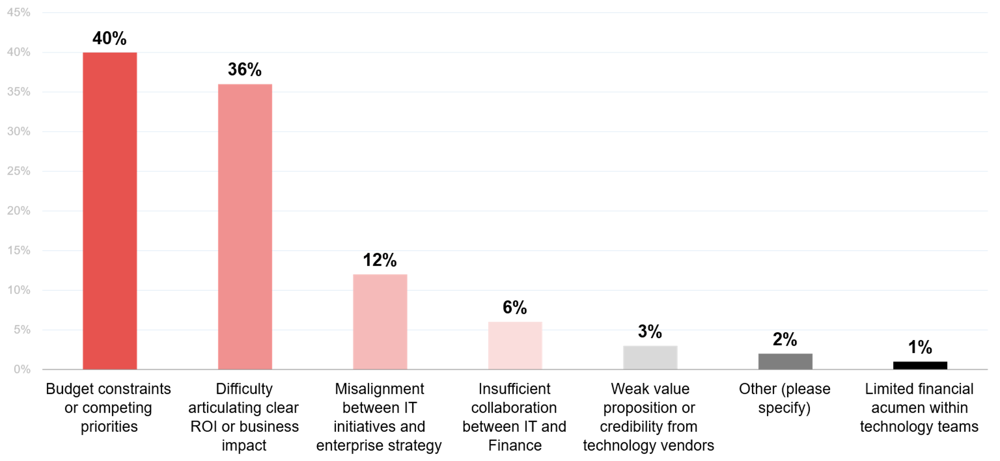 45%
40%
40%
36%
35%
30%
25%
20%
15%
12%
10%
6%
5%
3%
2%
1%
0%
Budget constraints
or competing
priorities
Difficulty
articulating clear
ROI or business
impact
Misalignment
between IT
initiatives and
enterprise strategy
Insufficient
collaboration
between IT and
Finance
Weak value
proposition or
credibility from
technology vendors
Other (please
specify)
Limited financial
acumen within
technology teams